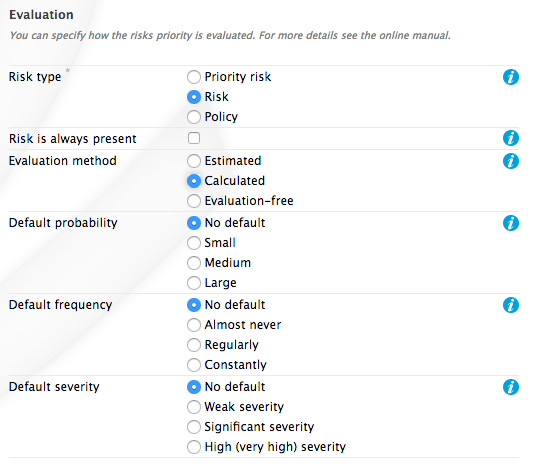 Evaluation
You can specify how the risks priority is evaluated. For more details see the online manual.
Risk type * Priority risk
Risk
Policy
Risk is always present
Evaluation method Estimated
Calculated
Evaluation-free
Default probability No default
Small
Medium
Large
Default frequency No default
Almost never
Regularly
Constantly
Default severity No default
Weak severity
Significant severity
High (very high) severity